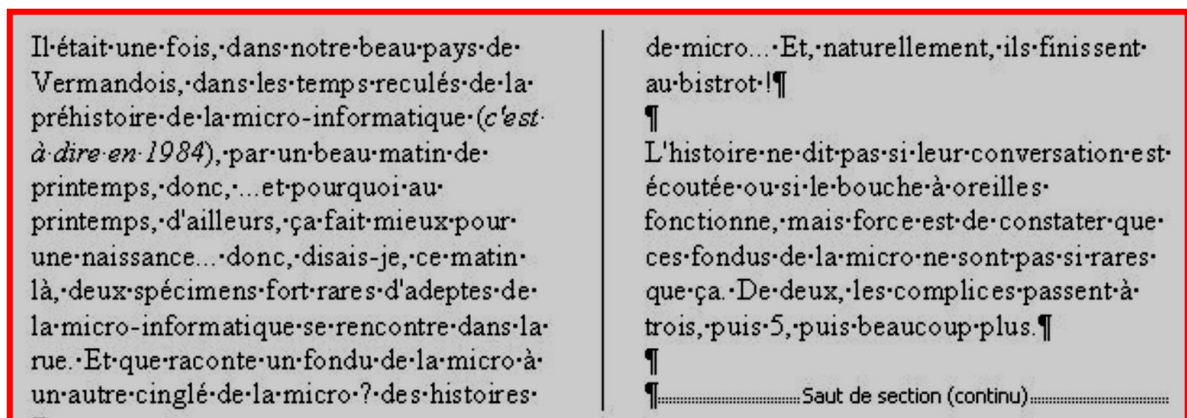 Il était une fois, dans notre beau pays de
Vermandois, dans les temps reculés de la
préhistoire de la micro-informatique (c'est
à dire en 1984), par un beau matin de
printemps, donc, ...et pourquoi au
printemps, d'ailleurs, ça fait mieux pour
une naissance... donc, disais-je, ce matin
là, deux spécimens fort rares d'adeptes de
la micro-informatique se rencontre dans la
rue. Et que raconte un fondu de la micro à
un autre cinglé de la micro ? des histoires
de micro... Et, naturellement, ils finissent
au bistrot !¶
¶
L'histoire ne dit pas si leur conversation est
écoutée ou si le bouche à oreilles
fonctionne, mais force est de constater que
ces fondus de la micro ne sont pas si rares
que ça. De deux, les complices passent à
trois, puis 5, puis beaucoup plus.¶
¶
¶ Saut de section (continu)